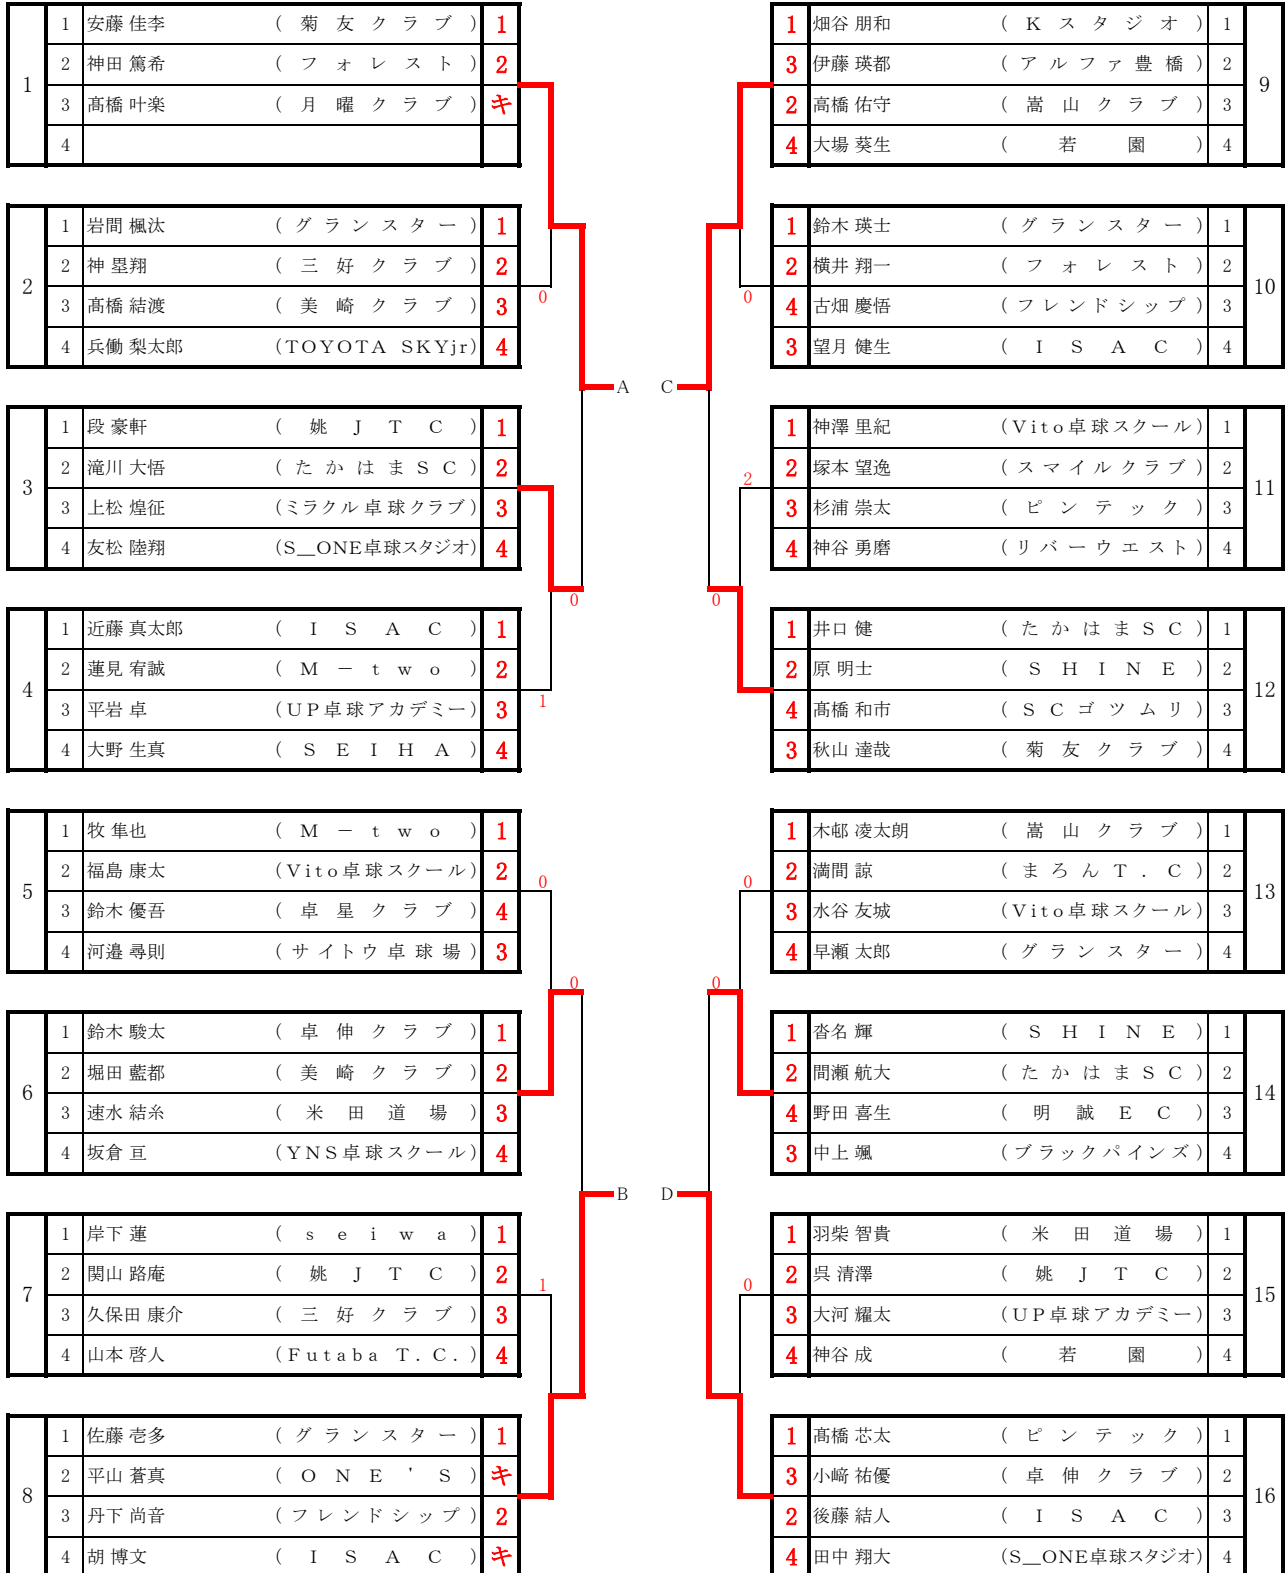 1 1 安藤 佳李 (菊友クラブ) 1
2 神田 篤希 (フォレスト) 2
3 髙橋 叶楽 (月曜クラブ) キ
4
2 1 岩間 楓汰 (グランスター) 1
2 神 塁翔 (三好クラブ) 2
3 髙橋 結渡 (美崎クラブ) 3
4 兵働 梨太郎 (TOYOTA SKYjr) 4
0
A
3 1 段 豪軒 (姚JTC) 1
2 滝川 大悟 (たかはまSC) 2
3 上松 煌征 (ミラクル卓球クラブ) 3
4 友松 陸翔 (S_ONE卓球スタジオ) 4
0
4 1 近藤 真太郎 (ISAC) 1
2 蓮見 宥誠 (M－two) 2
3 平岩 卓 (UP卓球アカデミー) 3
4 大野 生真 (SEIHA) 4
1
5 1 牧 隼也 (M－two) 1
2 福島 康太 (Vito卓球スクール) 2
3 鈴木 優吾 (卓星クラブ) 4
4 河邉 尋則 (サイトウ卓球場) 3
0
0
6 1 鈴木 駿太 (卓伸クラブ) 1
2 堀田 藍都 (美崎クラブ) 2
3 速水 結糸 (米田道場) 3
4 坂倉 亘 (YNS卓球スクール) 4
B
7 1 岸下 蓮 (seiwa) 1
2 関山 路庵 (姚JTC) 2
3 久保田 康介 (三好クラブ) 3
4 山本 啓人 (Futaba T.C.) 4
1
8 1 佐藤 壱多 (グランスター) 1
2 平山 蒼真 (ONE'S) キ
3 丹下 尚音 (フレンドシップ) 2
4 胡 博文 (ISAC) キ
1 畑谷 朋和 (Kスタジオ) 1 9
3 伊藤 瑛都 (アルファ豊橋) 2
2 高橋 佑守 (嵩山クラブ) 3
4 大場 葵生 (若園) 4
1 鈴木 瑛士 (グランスター) 1 10
2 横井 翔一 (フォレスト) 2
4 古畑 慶悟 (フレンドシップ) 3
3 望月 健生 (ISAC) 4
0
C
1 神澤 里紀 (Vito卓球スクール) 1 11
2 塚本 望逸 (スマイルクラブ) 2
3 杉浦 崇太 (ピンテック) 3
4 神谷 勇磨 (リバーウエスト) 4
2
0
1 井口 健 (たかはまSC) 1 12
2 原 明士 (SHINE) 2
4 髙橋 和市 (SCゴツムリ) 3
3 秋山 達哉 (菊友クラブ) 4
1 木邨 凌太朗 (嵩山クラブ) 1 13
2 満間 諒 (まろんT.C) 2
3 水谷 友城 (Vito卓球スクール) 3
4 早瀬 太郎 (グランスター) 4
0
0
1 沓名 輝 (SHINE) 1 14
2 間瀬 航大 (たかはまSC) 2
4 野田 喜生 (明誠EC) 3
3 中上 颯 (ブラックパインズ) 4
D
1 羽柴 智貴 (米田道場) 1 15
2 呉 清澤 (姚JTC) 2
3 大河 耀太 (UP卓球アカデミー) 3
4 神谷 成 (若園) 4
0
1 髙橋 芯太 (ピンテック) 1 16
3 小﨑 祐優 (卓伸クラブ) 2
2 後藤 結人 (ISAC) 3
4 田中 翔大 (S_ONE卓球スタジオ) 4